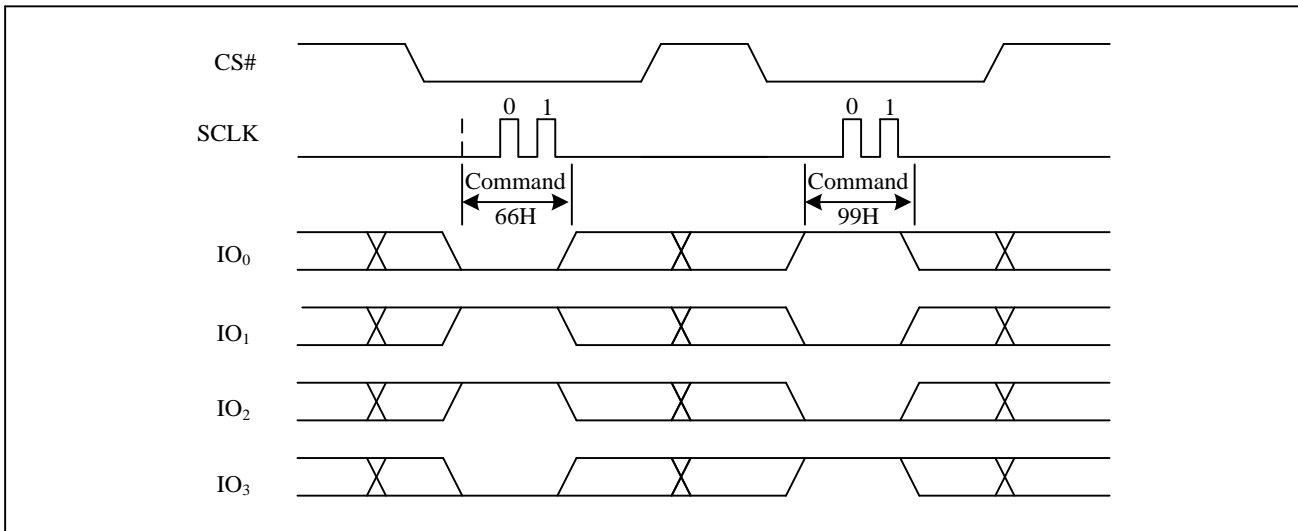 CS#
0 1 0 1
SCLK
Command Command
66H 99H
IO₀
IO₁
IO₂
IO₃